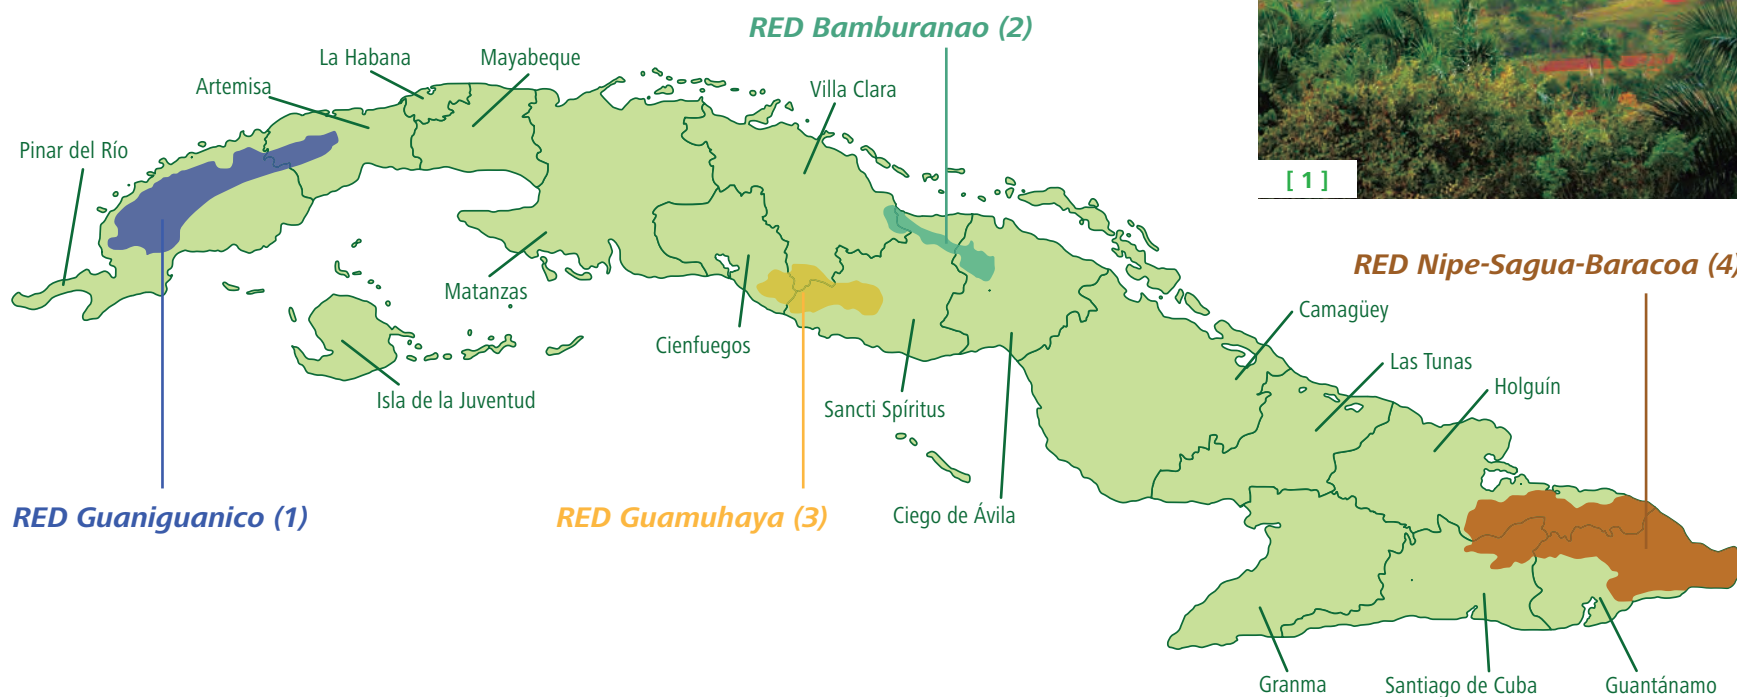 RED Bamburanao (2)
La Habana
Mayabeque
Artemisa
Villa Clara
Pinar del Río
[ 1 ]
RED Nipe-Sagua-Baracoa (4)
Matanzas
Camagüey
Cienfuegos
Las Tunas
Holguín
Isla de la Juventud
Sancti Spíritus
RED Guaniguanico (1)
RED Guamuhaya (3)
Ciego de Ávila
Granma
Santiago de Cuba
Guantánamo